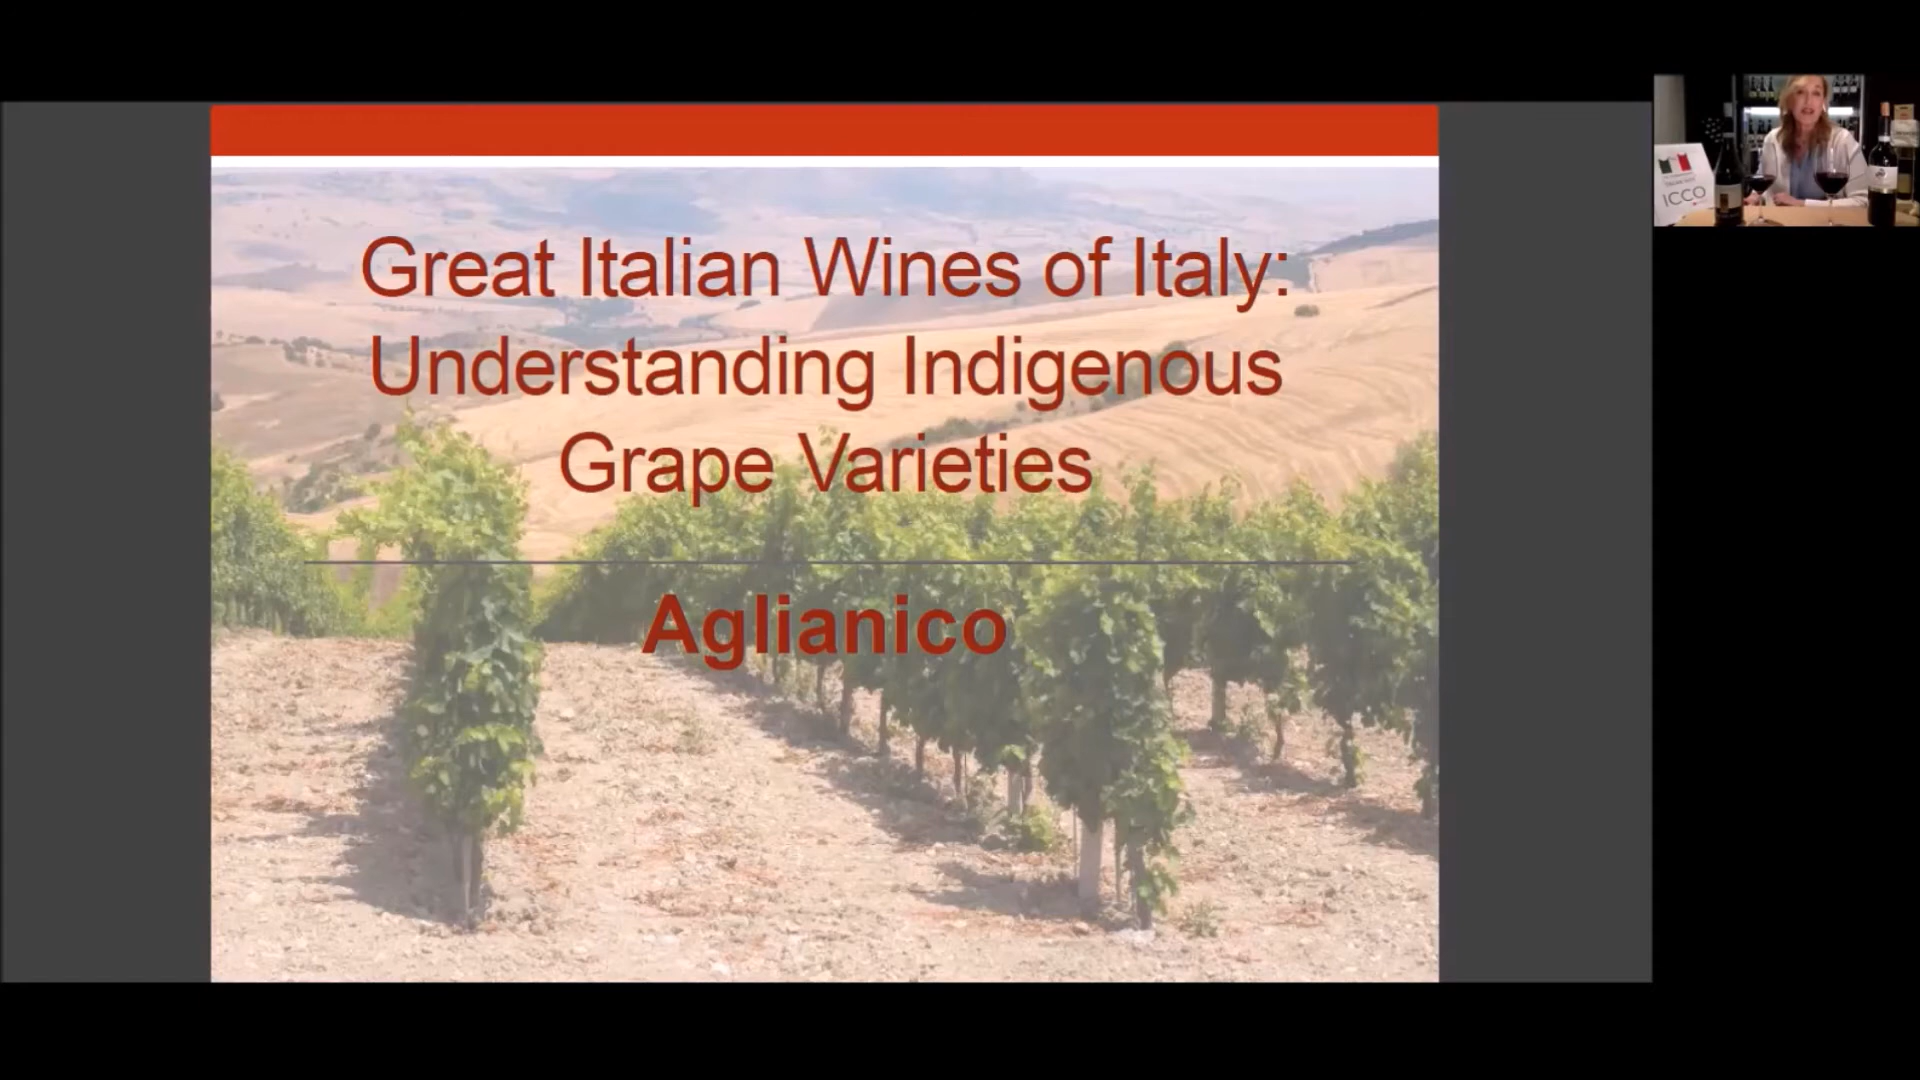 Great Italian Wines of Italy:
Understanding Indigenous
Grape Varieties
Aglianico
ICCO